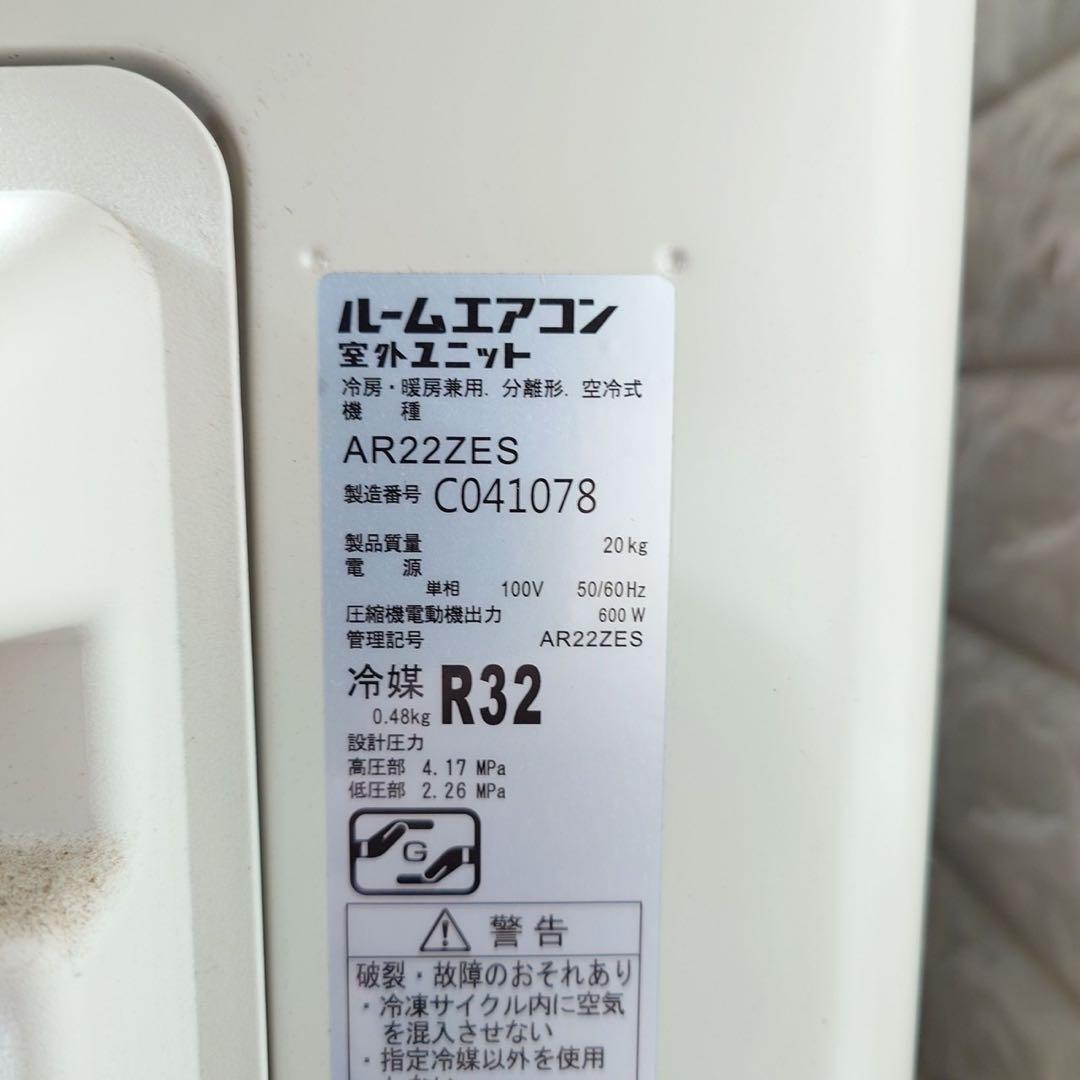 ルームエアコン
室外ユニット
冷房・暖房兼用. 分離形. 空冷式
機 種
AR22ZES
製造番号 C041078
製品質量 20kg
電 源
単相 100V 50/60Hz
圧縮機電動機出力 600W
管理記号 AR22ZES
冷媒 R32
0.48kg
設計圧力
高圧部 4.17 MPa
低圧部 2.26 MPa
G
警告
破裂・故障のおそれあり
・冷凍サイクル内に空気
を混入させない
・指定冷媒以外を使用